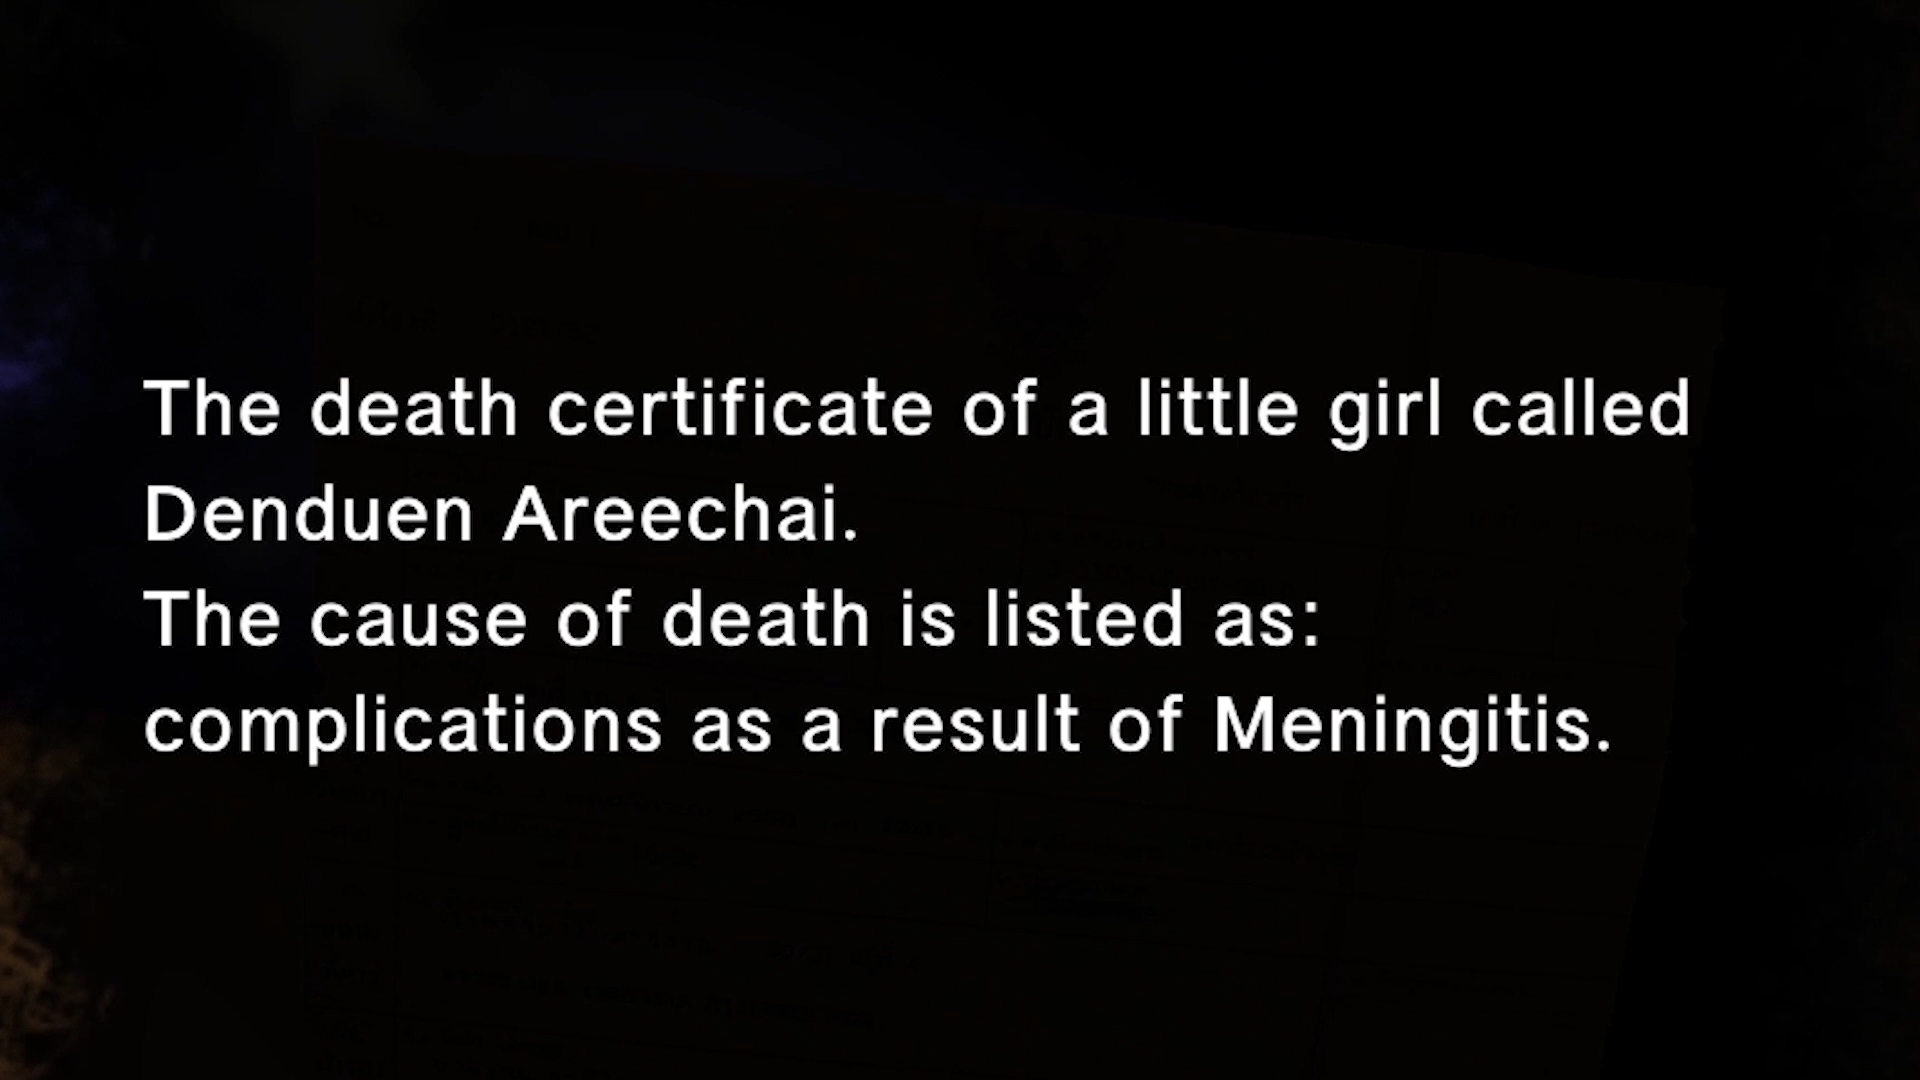 The death certificate of a little girl called
Denduen Areechai.
The cause of death is listed as:
complications as a result of Meningitis.